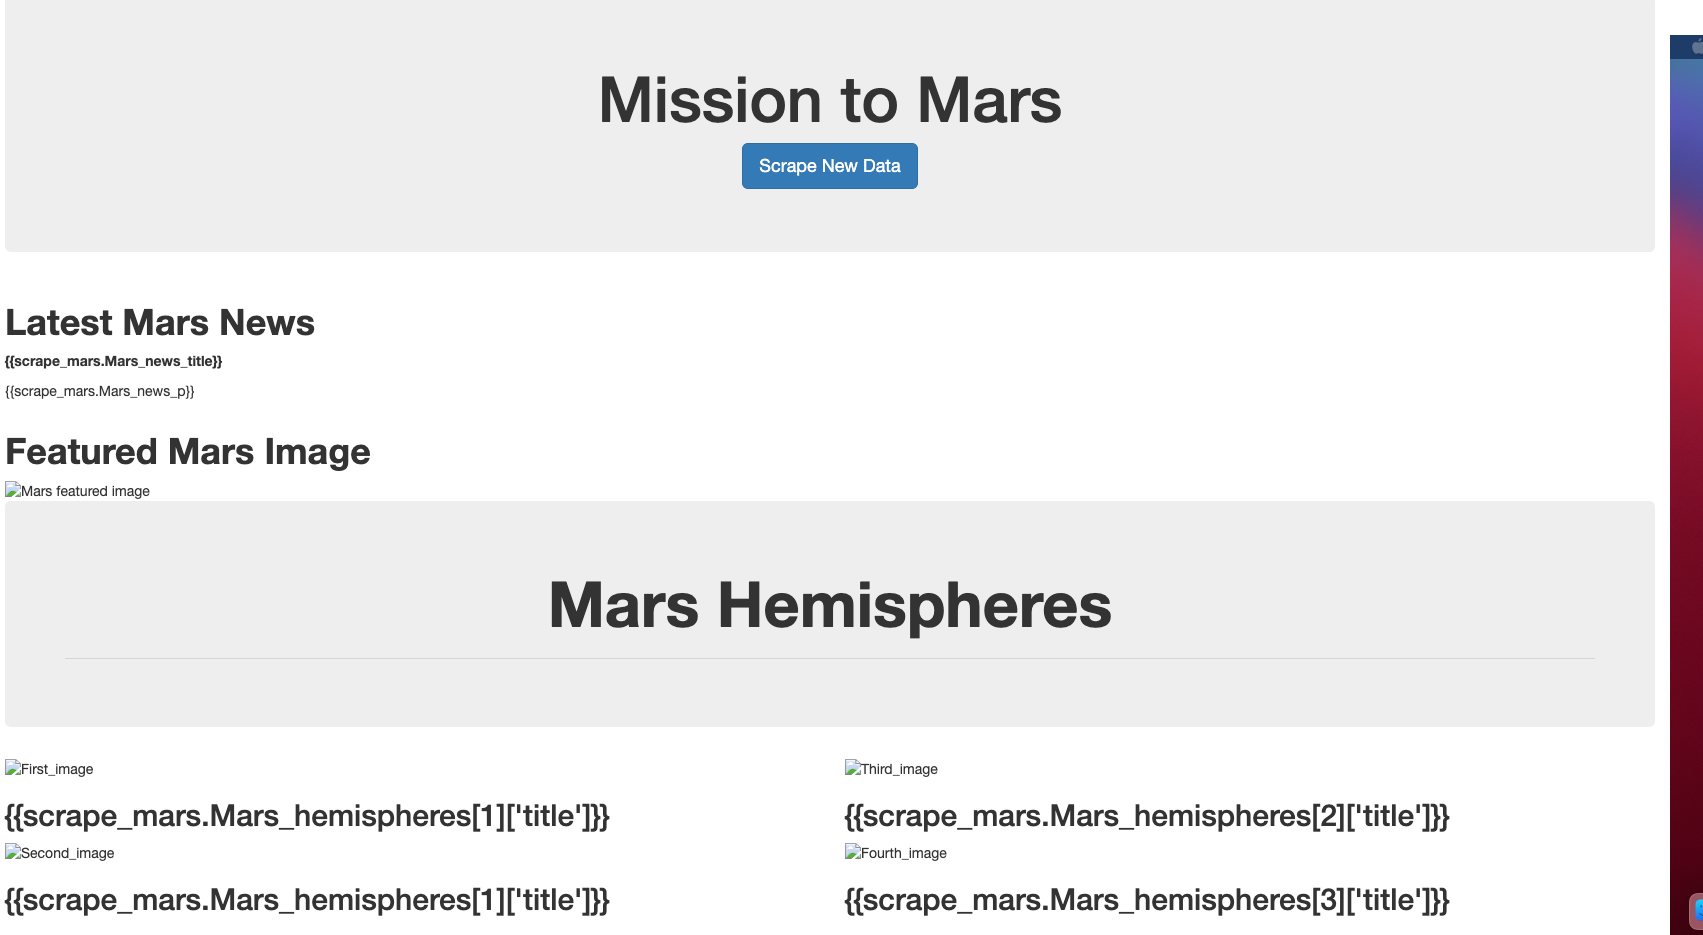 Mission to Mars
Scrape New Data
Latest Mars News
{{scrape_mars.Mars_news_title}}
{{scrape_mars.Mars_news_p}}
Featured Mars Image
Mars featured image
Mars Hemispheres
First_image
{{scrape_mars.Mars_hemispheres[1]['title']}}
Second_image
{{scrape_mars.Mars_hemispheres[1]['title']}}
Third_image
{{scrape_mars.Mars_hemispheres[2]['title']}}
Fourth_image
{{scrape_mars.Mars_hemispheres[3]['title']}}